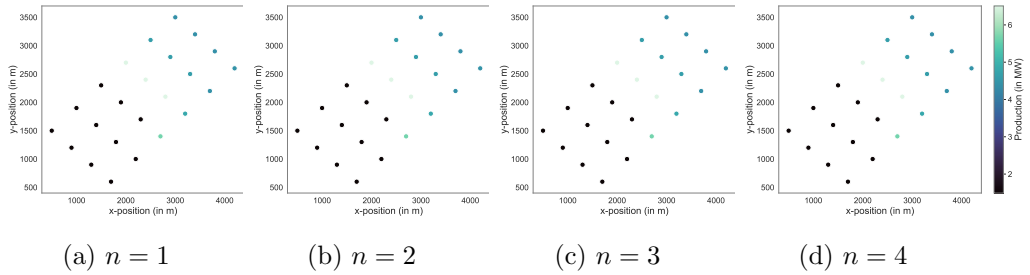 3500
3000
2500
2000
1500
1000
500
y-position (in m)
1000 2000 3000 4000
x-position (in m)
(a) n = 1
3500
3000
2500
2000
1500
1000
500
y-position (in m)
1000 2000 3000 4000
x-position (in m)
(b) n = 2
3500
3000
2500
2000
1500
1000
500
y-position (in m)
1000 2000 3000 4000
x-position (in m)
(c) n = 3
3500
3000
2500
2000
1500
1000
500
y-position (in m)
1000 2000 3000 4000
x-position (in m)
(d) n = 4
6
5
4
3
2
Production (in MW)